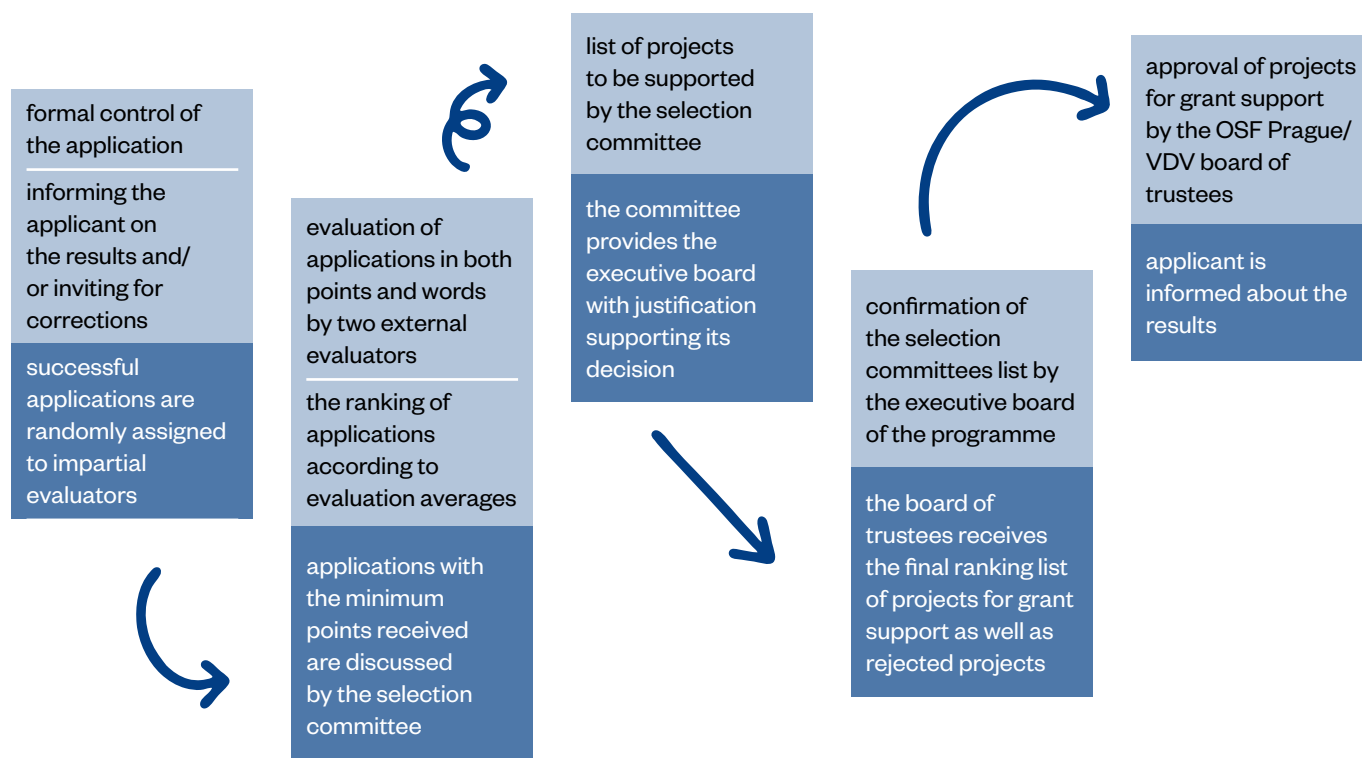 formal control of
the application
informing the
applicant on
the results and/
or inviting for
corrections
successful
applications are
randomly assigned
to impartial
evaluators
evaluation of
applications in both
points and words
by two external
evaluators
the ranking of
applications
according to
evaluation averages
applications with
the minimum
points received
are discussed
by the selection
committee
list of projects
to be supported
by the selection
committee
the committee
provides the
executive board
with justification
supporting its
decision
confirmation of
the selection
committees list by
the executive board
of the programme
the board of
trustees receives
the final ranking list
of projects for grant
support as well as
rejected projects
approval of projects
for grant support
by the OSF Prague/
VDV board of
trustees
applicant is
informed about the
results